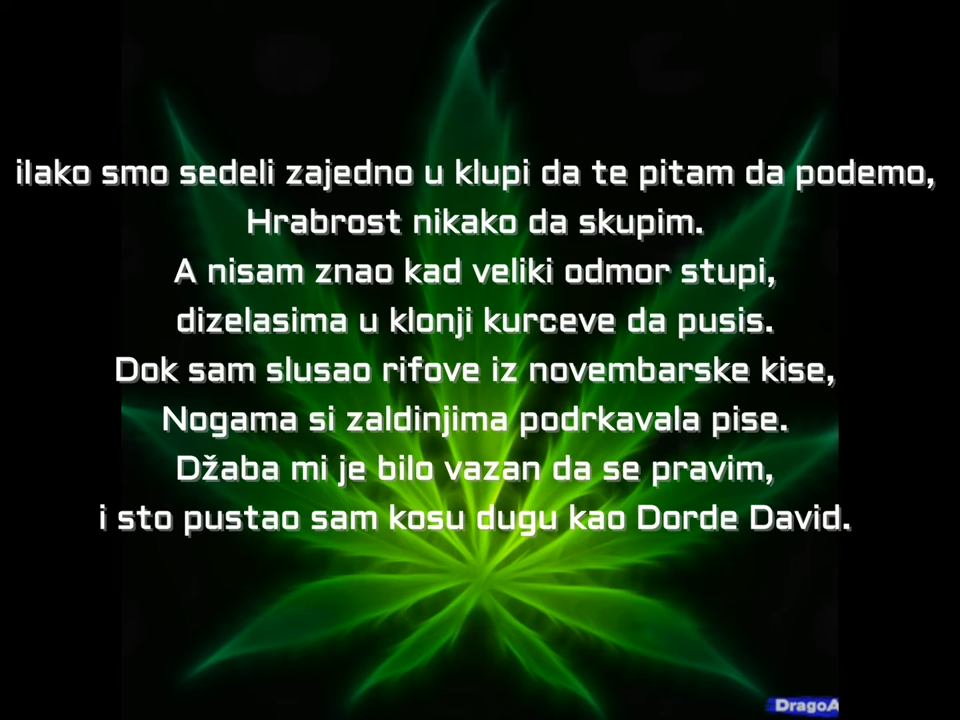 iIako smo sedeli zajedno u klupi da te pitam da podemo,
Hrabrost nikako da skupim.
A nisam znao kad veliki odmor stupi,
dizelasima u klonji kurceve da pusis.
Dok sam slusao rifove iz novembarske kise,
Nogama si zaldinjima podrkavala pise.
Džaba mi je bilo vazan da se pravim,
i sto pustao sam kosu dugu kao Dorde David.
DragoA